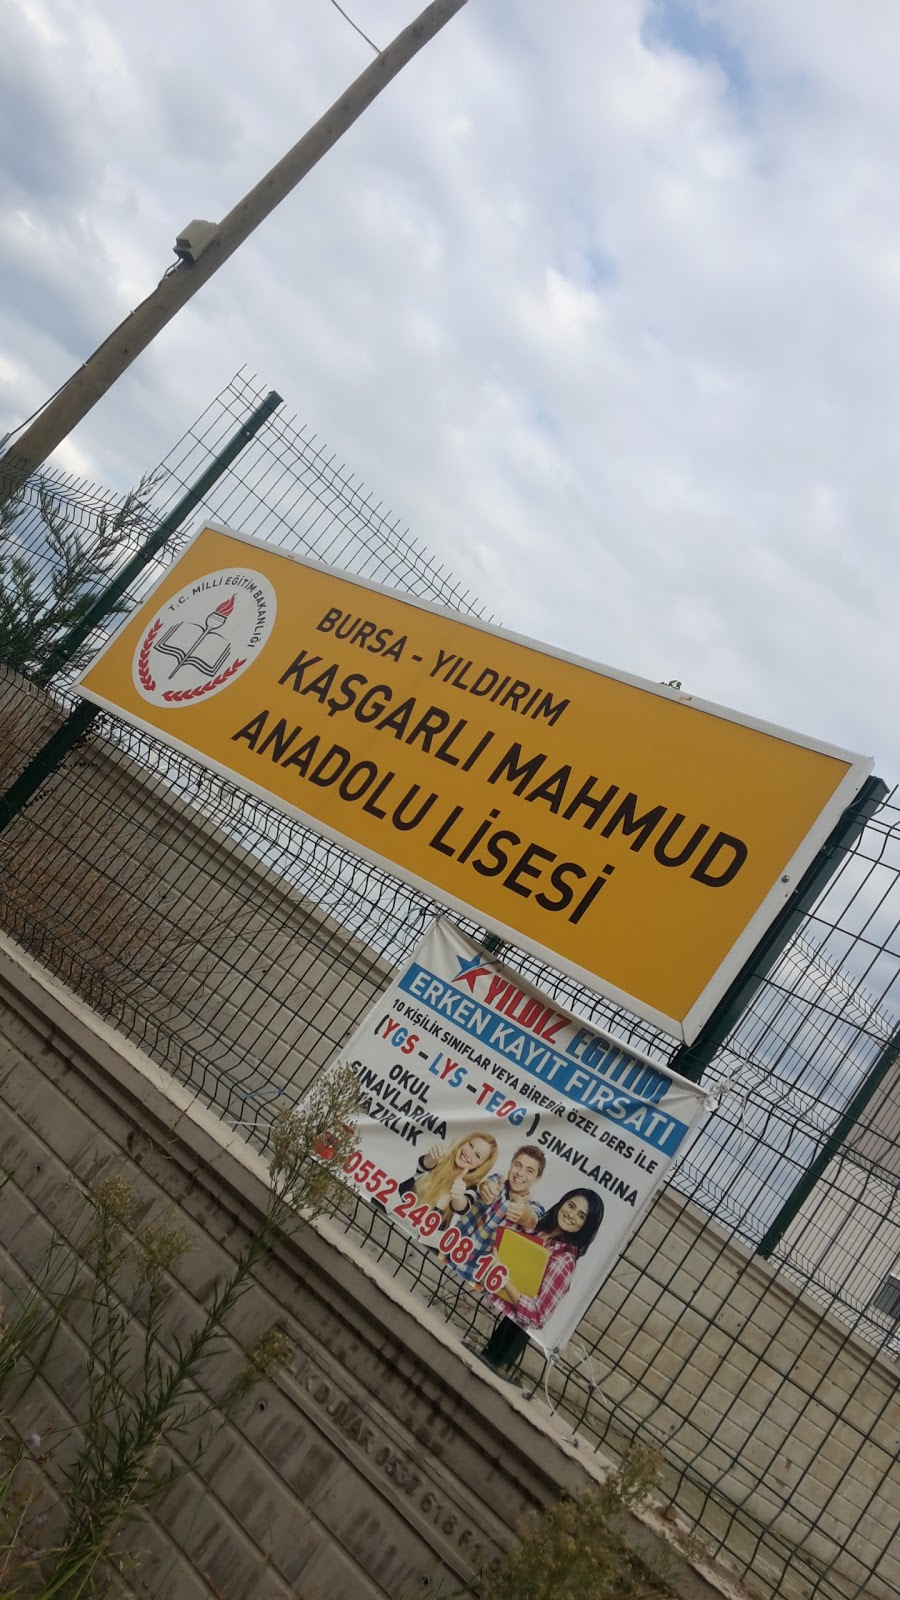 T.C. MİLLİ EĞİTİM BAKANLIĞI
BURSA - YILDIRIM
KAŞGARLI MAHMUD
ANADOLU LİSESİ
YILDIZ EĞİTİM
ERKEN KAYIT FIRSATI
10 KİŞİLİK SINIFLAR VEYA BİREBİR ÖZEL DERS İLE
(YGS - LYS - TEOG) SINAVLARINA
OKUL
SINAVLARINA
HAZIRLIK
0552 249 08 16